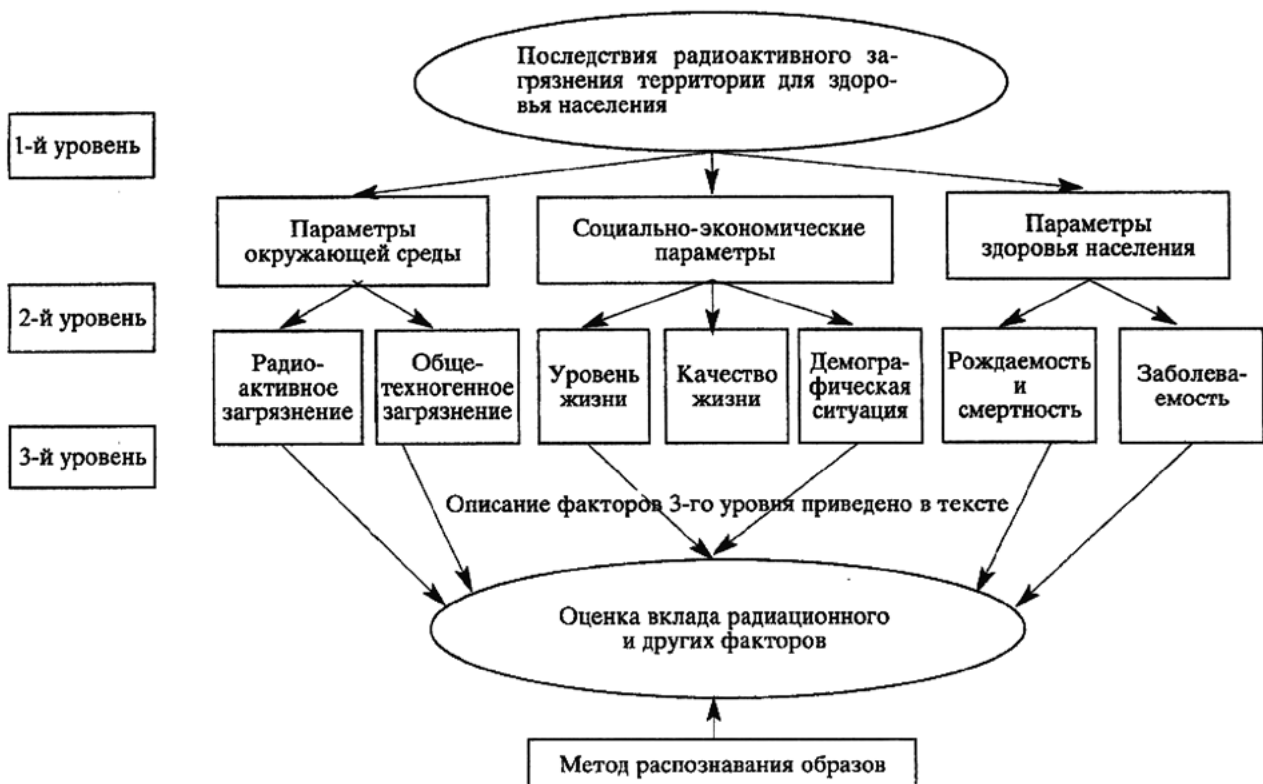 Последствия радиоактивного за-
грязнения территории для здоро-
вья населения
1-й уровень
Параметры
окружающей среды
Социально-экономические
параметры
Параметры
здоровья населения
2-й уровень
Радио-
активное
загрязнение
Обще-
техногенное
загрязнение
Уровень
жизни
Качество
жизни
Демогра-
фическая
ситуация
Рождаемость
и
смертность
Заболева-
емость
3-й уровень
Описание факторов 3-го уровня приведено в тексте
Оценка вклада радиационного
и других факторов
Метод распознавания образов